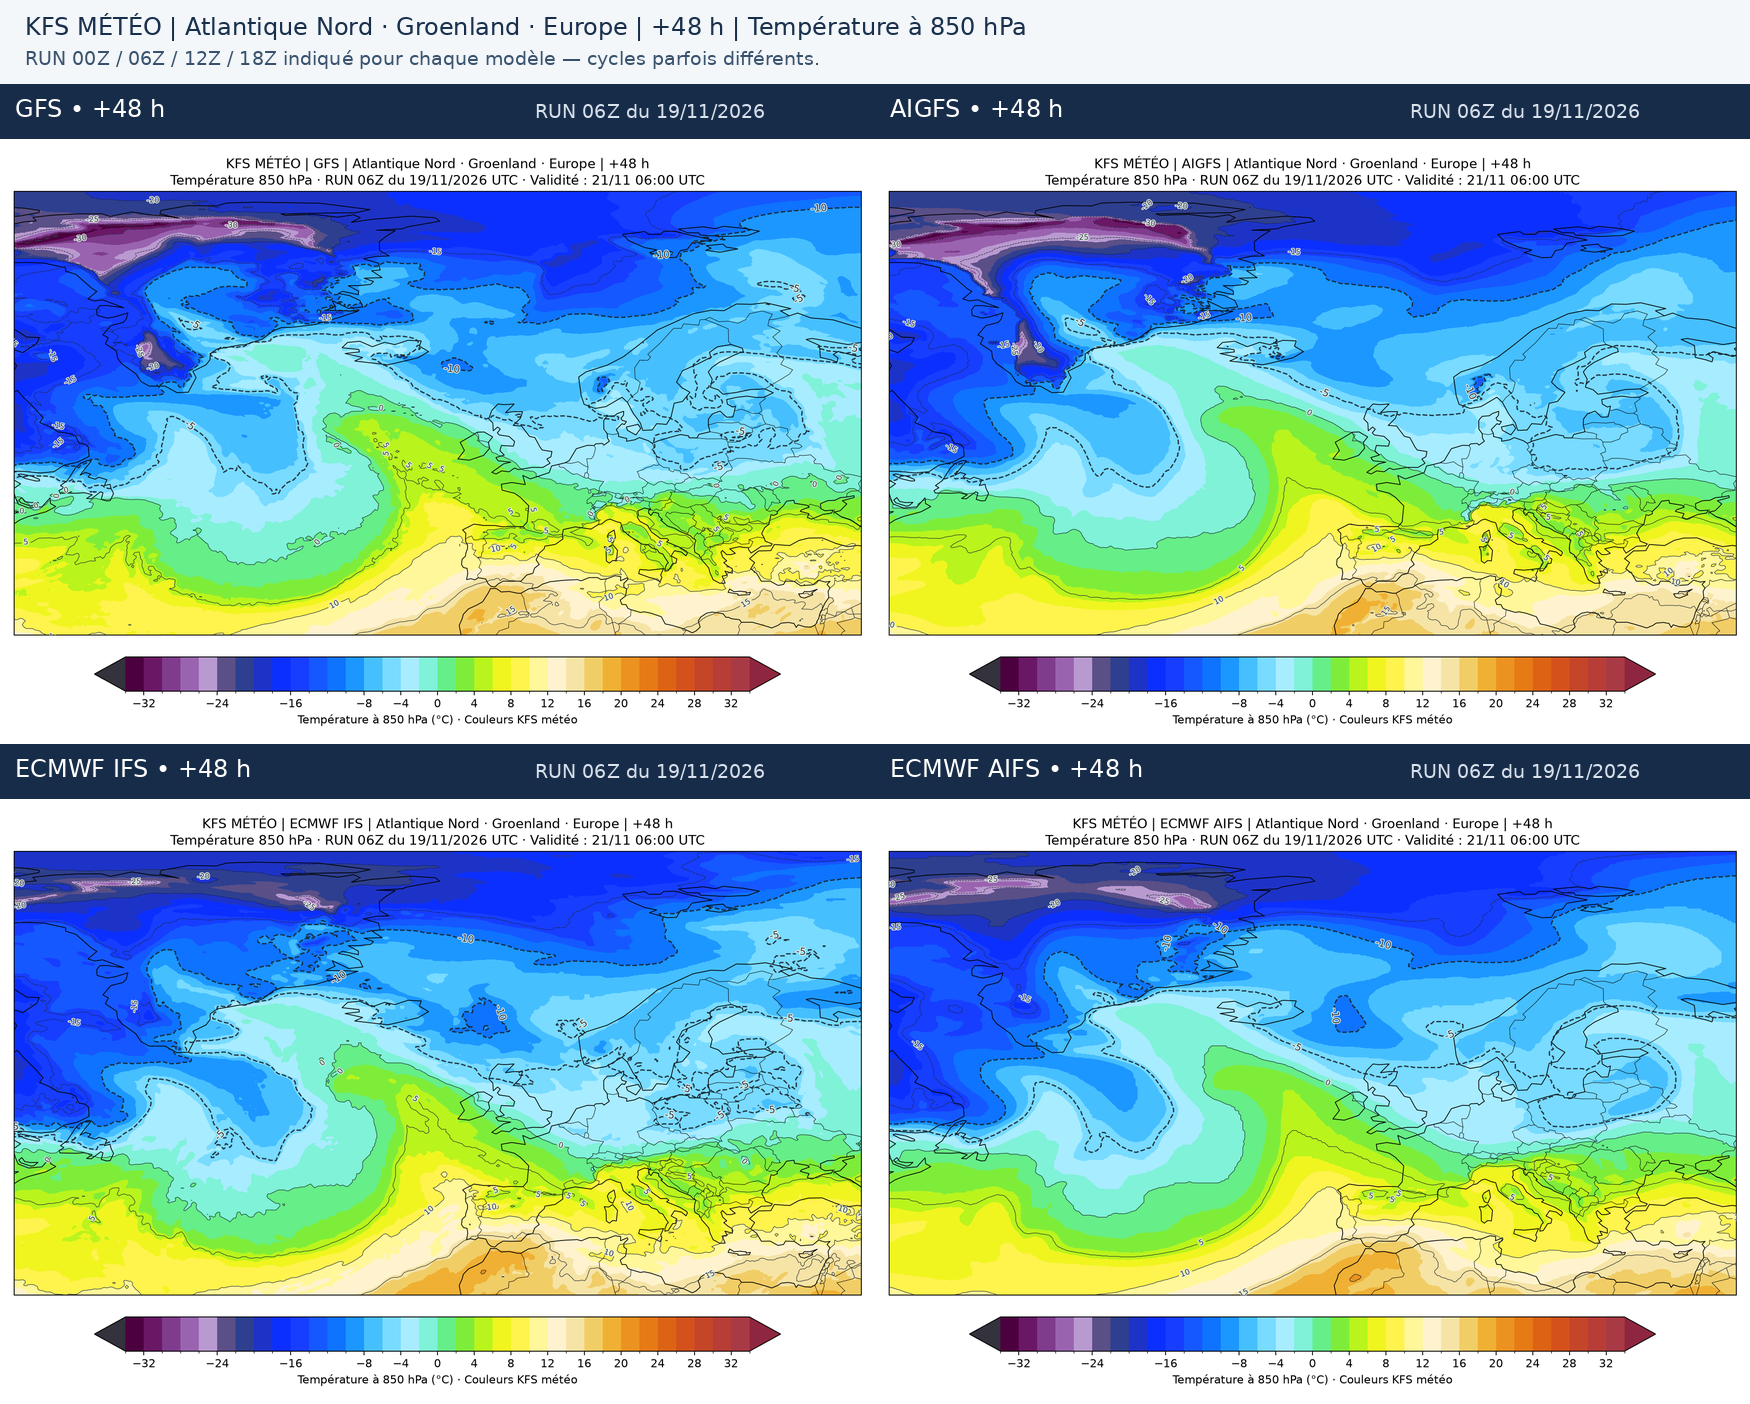 KFS MÉTÉO | Atlantique Nord · Groenland · Europe | +48 h | Température à 850 hPa
RUN 00Z / 06Z / 12Z / 18Z indiqué pour chaque modèle — cycles parfois différents.
GFS • +48 h
RUN 06Z du 19/11/2026
AIGFS • +48 h
RUN 06Z du 19/11/2026
KFS MÉTÉO | GFS | Atlantique Nord · Groenland · Europe | +48 h
Température 850 hPa · RUN 06Z du 19/11/2026 UTC · Validité : 21/11 06:00 UTC
KFS MÉTÉO | AIGFS | Atlantique Nord · Groenland · Europe | +48 h
Température 850 hPa · RUN 06Z du 19/11/2026 UTC · Validité : 21/11 06:00 UTC
−32 −24 −16 −8 −4 0 4 8 12 16 20 24 28 32
Température à 850 hPa (°C) · Couleurs KFS météo
−32 −24 −16 −8 −4 0 4 8 12 16 20 24 28 32
Température à 850 hPa (°C) · Couleurs KFS météo
ECMWF IFS • +48 h
RUN 06Z du 19/11/2026
ECMWF AIFS • +48 h
RUN 06Z du 19/11/2026
KFS MÉTÉO | ECMWF IFS | Atlantique Nord · Groenland · Europe | +48 h
Température 850 hPa · RUN 06Z du 19/11/2026 UTC · Validité : 21/11 06:00 UTC
KFS MÉTÉO | ECMWF AIFS | Atlantique Nord · Groenland · Europe | +48 h
Température 850 hPa · RUN 06Z du 19/11/2026 UTC · Validité : 21/11 06:00 UTC
−32 −24 −16 −8 −4 0 4 8 12 16 20 24 28 32
Température à 850 hPa (°C) · Couleurs KFS météo
−32 −24 −16 −8 −4 0 4 8 12 16 20 24 28 32
Température à 850 hPa (°C) · Couleurs KFS météo